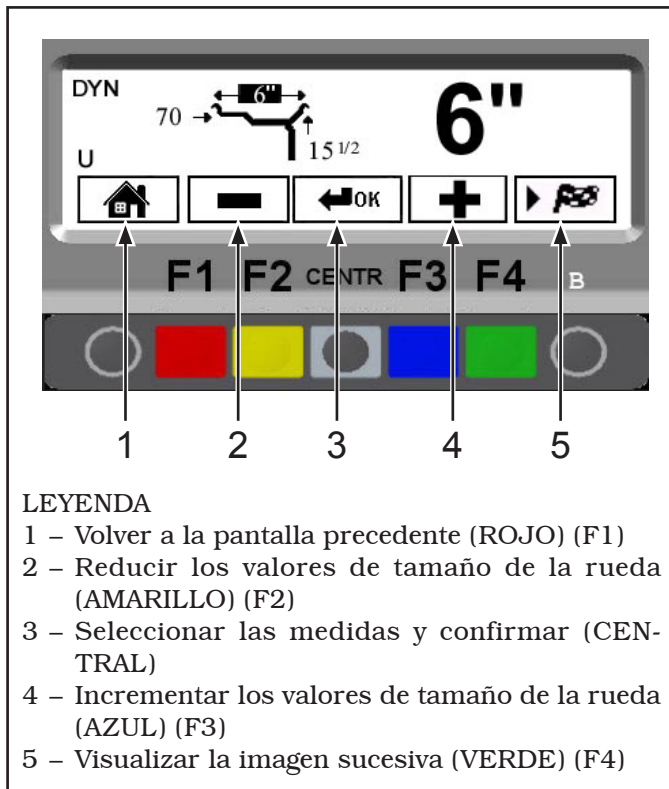 DYN
6"
6"
70
15 1/2
U
OK
F1 F2 CENTR F3 F4 B
1 2 3 4 5
LEYENDA
1 – Volver a la pantalla precedente (ROJO) (F1)
2 – Reducir los valores de tamaño de la rueda
(AMARILLO) (F2)
3 – Seleccionar las medidas y confirmar (CEN-
TRAL)
4 – Incrementar los valores de tamaño de la rueda
(AZUL) (F3)
5 – Visualizar la imagen sucesiva (VERDE) (F4)